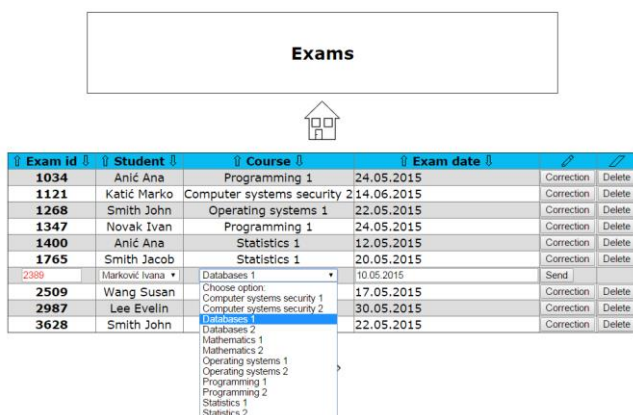 Exams
⇧ Exam id ⇩ ⇧ Student ⇩ ⇧ Course ⇩ ⇧ Exam date ⇩
1034 Anić Ana Programming 1 24.05.2015 Correction Delete
1121 Katić Marko Computer systems security 2 14.06.2015 Correction Delete
1268 Smith John Operating systems 1 22.05.2015 Correction Delete
1347 Novak Ivan Programming 1 24.05.2015 Correction Delete
1400 Anić Ana Statistics 1 12.05.2015 Correction Delete
1765 Smith Jacob Statistics 1 20.05.2015 Correction Delete
2389 Marković Ivana Databases 1 10.05.2015 Send
2509 Wang Susan 17.05.2015 Correction Delete
2987 Lee Evelin 30.05.2015 Correction Delete
3628 Smith John 22.05.2015 Correction Delete
Choose option:
Computer systems security 1
Computer systems security 2
Databases 1
Databases 2
Mathematics 1
Mathematics 2
Operating systems 1
Operating systems 2
Programming 1
Programming 2
Statistics 1
Statistics 2